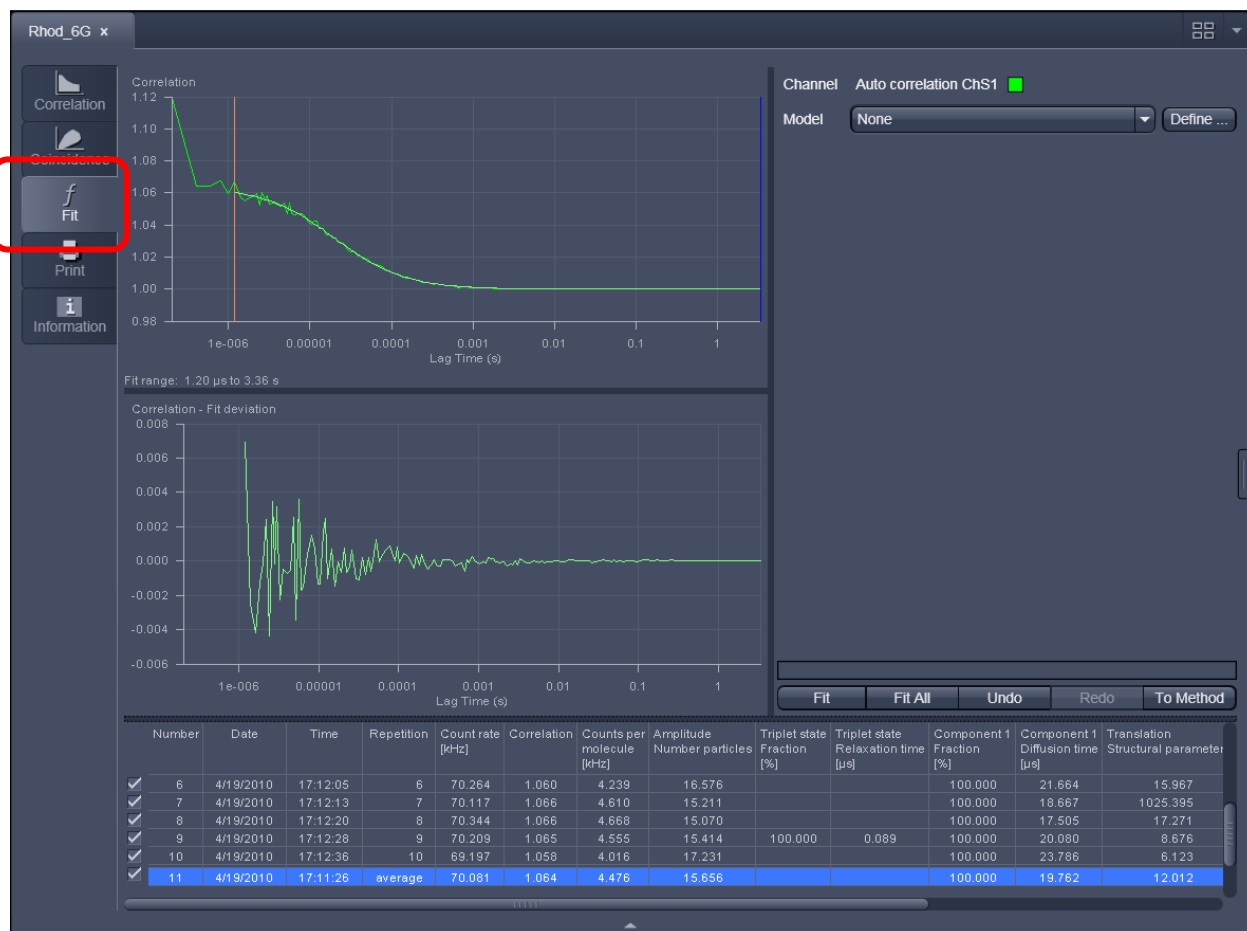 Rhod_6G x
Correlation
Coincidence
f
Fit
Print
i
Information
Correlation
1.12
1.10
1.08
1.06
1.04
1.02
1.00
0.98
1e-006 0.00001 0.0001 0.001 0.01 0.1 1
Lag Time (s)
Fit range: 1.20 µs to 3.36 s
Correlation - Fit deviation
0.008
0.006
0.004
0.002
0.000
-0.002
-0.004
-0.006
1e-006 0.00001 0.0001 0.001 0.01 0.1 1
Lag Time (s)
Channel Auto correlation ChS1
Model None Define ...
Fit Fit All Undo Redo To Method
Number Date Time Repetition Count rate Correlation Counts per Amplitude Triplet state Triplet state Component 1 Component 1 Translation
[kHz] molecule Number particles Fraction Relaxation time Fraction Diffusion time Structural parameter
[kHz] [%] [µs] [%] [µs]
6 4/19/2010 17:12:05 6 70.264 1.060 4.239 16.576 100.000 21.664 15.967
7 4/19/2010 17:12:13 7 70.117 1.066 4.610 15.211 100.000 18.667 1025.395
8 4/19/2010 17:12:20 8 70.344 1.066 4.668 15.070 100.000 17.505 17.271
9 4/19/2010 17:12:28 9 70.209 1.065 4.555 15.414 100.000 0.089 100.000 20.080 8.676
10 4/19/2010 17:12:36 10 69.197 1.058 4.016 17.231 100.000 23.786 6.123
11 4/19/2010 17:11:26 average 70.081 1.064 4.476 15.656 100.000 19.762 12.012